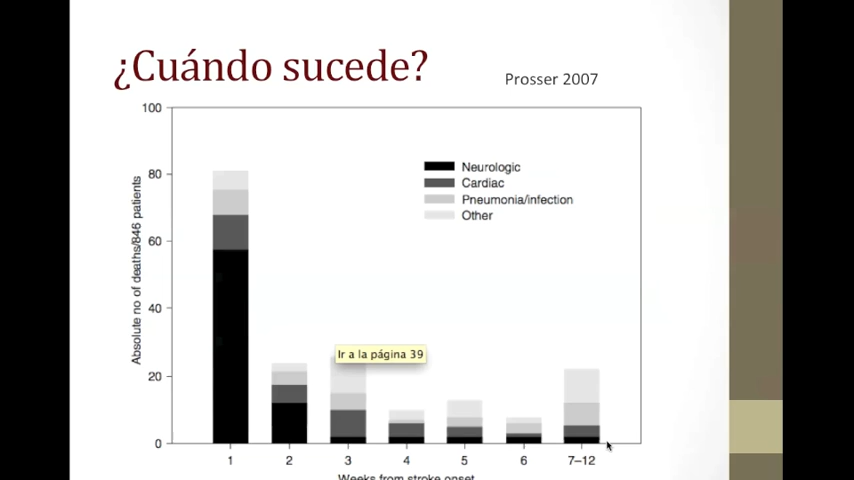 ¿Cuándo sucede?
Prosser 2007
100
80
60
40
20
0
Absolute no of deaths/846 patients
Neurologic
Cardiac
Pneumonia/infection
Other
Ir a la página 39
1 2 3 4 5 6 7–12
Weeks from stroke onset